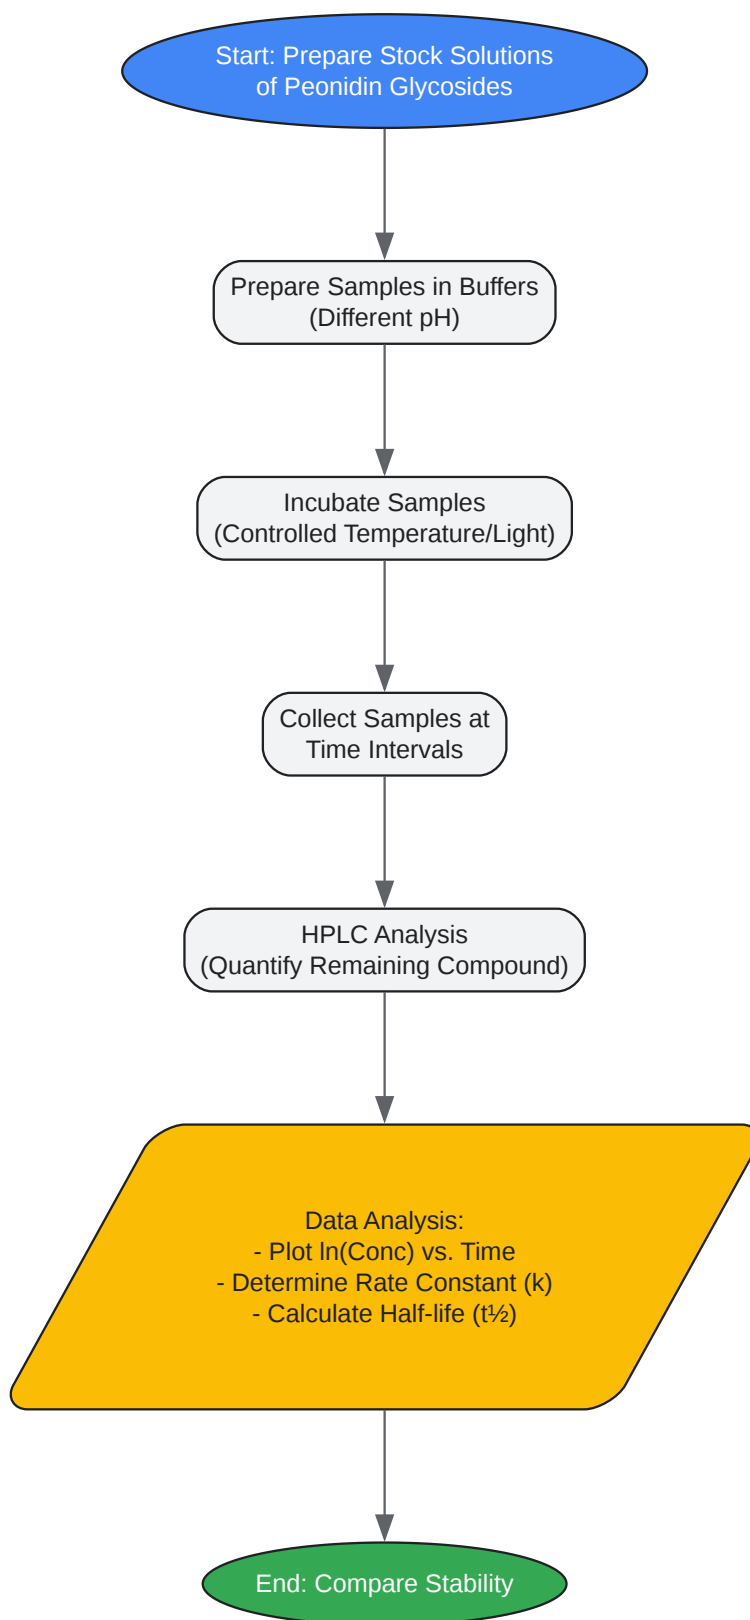 Start: Prepare Stock Solutions
of Peonidin Glycosides
Prepare Samples in Buffers
(Different pH)
Incubate Samples
(Controlled Temperature/Light)
Collect Samples at
Time Intervals
HPLC Analysis
(Quantify Remaining Compound)
Data Analysis:
- Plot ln(Conc) vs. Time
- Determine Rate Constant (k)
- Calculate Half-life (t½)
End: Compare Stability